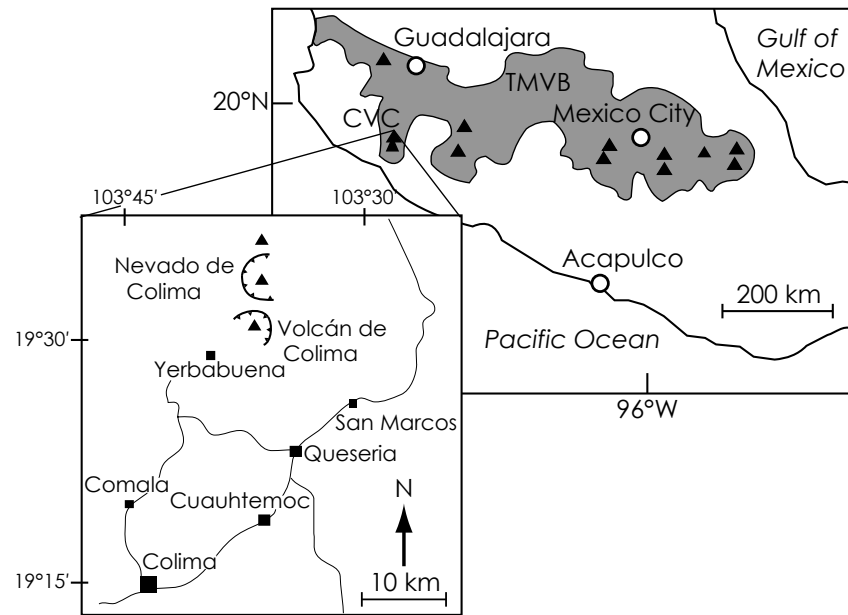 Guadalajara
Gulf of
Mexico
TMVB
20°N
CVC
Mexico City
Acapulco
200 km
Pacific Ocean
96°W
103°45′
103°30′
Nevado de
Colima
Volcán de
Colima
19°30′
Yerbabuena
San Marcos
Queseria
Comala
Cuauhtemoc
N
Colima
10 km
19°15′